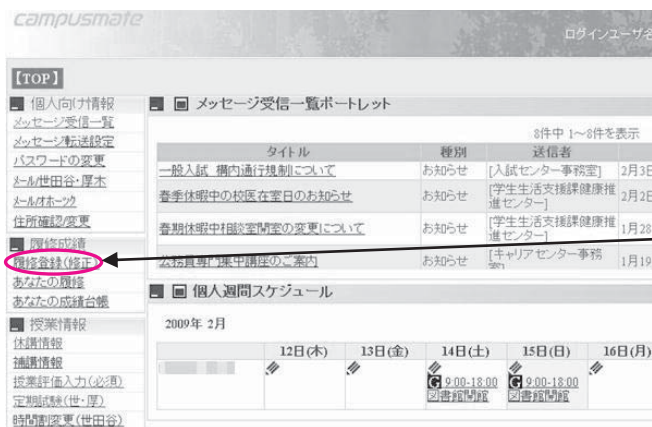 campusmate
ログインユーザ名
【TOP】
個人向け情報
メッセージ受信一覧
メッセージ転送設定
パスワードの変更
メール/世田谷・厚木
メール/オホーツク
住所確認/変更
履修成績
履修登録(修正)
あなたの履修
あなたの成績台帳
授業情報
休講情報
補講情報
授業評価入力(必須)
定期試験(世・厚)
時間割変更(世田谷)
メッセージ受信一覧ポートレット
8件中 1～8件を表示
タイトル 種別 送信者
一般入試 構内通行規制について お知らせ [入試センター事務室] 2月3日
春季休暇中の校医在室日のお知らせ お知らせ [学生生活支援課健康推進センター] 2月2日
春期休暇中相談室開室の変更について お知らせ [学生生活支援課健康推進センター] 1月28
公務員専門集中講座のご案内 お知らせ [キャリアセンター事務室] 1月19
個人週間スケジュール
2009年 2月
12日(木) 13日(金) 14日(土) 15日(日) 16日(月)
G 9:00-18:00 G 9:00-18:00
図書館開館 図書館開館